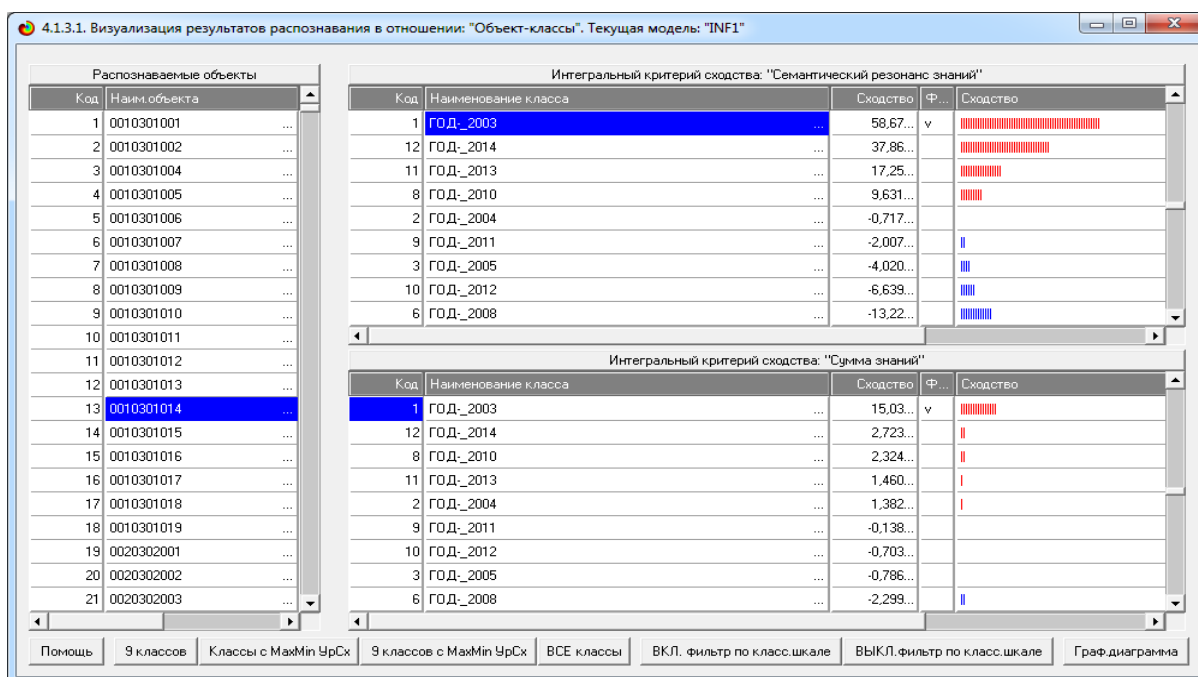 4.1.3.1. Визуализация результатов распознавания в отношении: "Объект-классы". Текущая модель: "INF1"
Распознаваемые объекты
Код Наим.объекта
1 0010301001 ...
2 0010301002 ...
3 0010301004 ...
4 0010301005 ...
5 0010301006 ...
6 0010301007 ...
7 0010301008 ...
8 0010301009 ...
9 0010301010 ...
10 0010301011 ...
11 0010301012 ...
12 0010301013 ...
13 0010301014 ...
14 0010301015 ...
15 0010301016 ...
16 0010301017 ...
17 0010301018 ...
18 0010301019 ...
19 0020302001 ...
20 0020302002 ...
21 0020302003 ...
Интегральный критерий сходства: "Семантический резонанс знаний"
Код Наименование класса Сходство Ф... Сходство
1 ГОД-_2003 ... 58,67... v
12 ГОД-_2014 ... 37,86...
11 ГОД-_2013 ... 17,25...
8 ГОД-_2010 ... 9,631...
2 ГОД-_2004 ... -0,717...
9 ГОД-_2011 ... -2,007...
3 ГОД-_2005 ... -4,020...
10 ГОД-_2012 ... -6,639...
6 ГОД-_2008 ... -13,22...
Интегральный критерий сходства: "Сумма знаний"
Код Наименование класса Сходство Ф... Сходство
1 ГОД-_2003 ... 15,03... v
12 ГОД-_2014 ... 2,723...
8 ГОД-_2010 ... 2,324...
11 ГОД-_2013 ... 1,460...
2 ГОД-_2004 ... 1,382...
9 ГОД-_2011 ... -0,138...
10 ГОД-_2012 ... -0,703...
3 ГОД-_2005 ... -0,786...
6 ГОД-_2008 ... -2,299...
Помощь 9 классов Классы с MaxMin УрСх 9 классов с MaxMin УрСх ВСЕ классы ВКЛ. фильтр по класс.шкале ВЫКЛ.фильтр по класс.шкале Граф.диаграмма